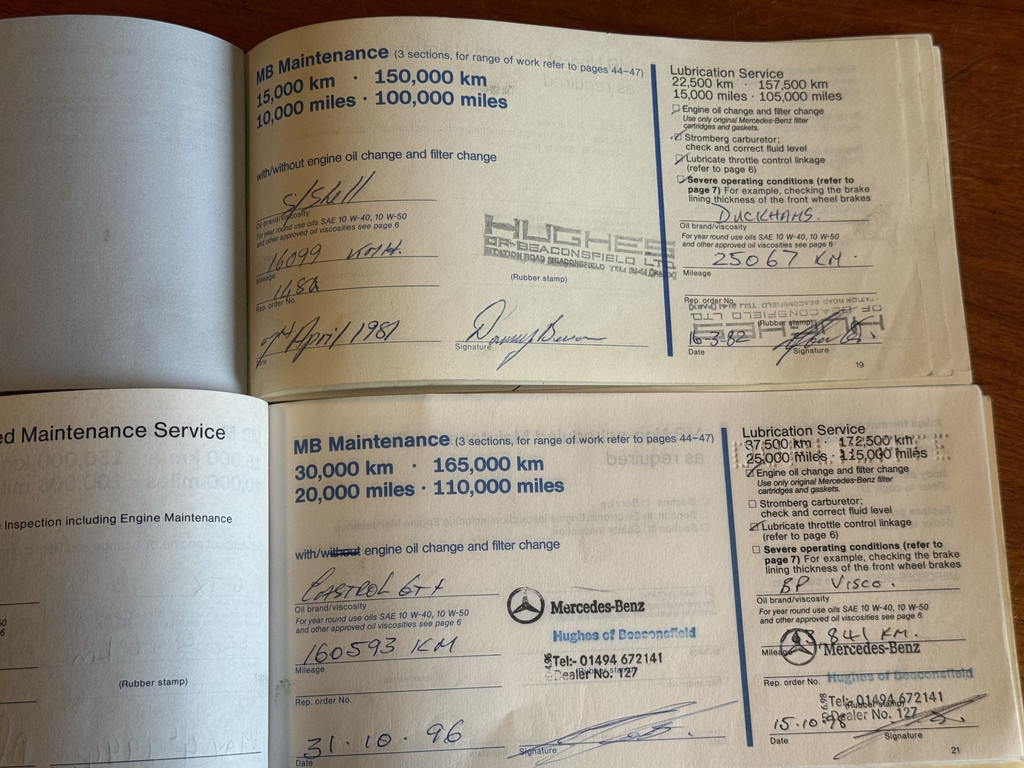 MB Maintenance (3 sections, for range of work refer to pages 44–47)
15,000 km · 150,000 km
10,000 miles · 100,000 miles
with/without engine oil change and filter change
S/Shell
Oil brand/viscosity
For year round use oils SAE 10 W-40, 10 W-50
and other approved oil viscosities see page 6
16099
Mileage
Rep. order No.
April 1981
Date
HUGHES
OF BEACONSFIELD LTD.
STATION ROAD BEACONSFIELD
(Rubber stamp)
Signature
Lubrication Service
22,500 km · 157,500 km
15,000 miles · 105,000 miles
Engine oil change and filter change
Use only original Mercedes-Benz filter
cartridges and gaskets.
Stromberg carburetor;
check and correct fluid level
Lubricate throttle control linkage
(refer to page 6)
Severe operating conditions (refer to
page 7) For example, checking the brake
lining thickness of the front wheel brakes
DUCKHAMS.
Oil brand/viscosity
For year round use oils SAE 10 W-40, 10 W-50
and other approved oil viscosities see page 6
25067 KM.
Mileage
Rep. order No.
STATION ROAD BEACONSFIELD
OF BEACONSFIELD LTD
HUGHES
(Rubber stamp)
16-3-82
Date
Signature
19
ed Maintenance Service
Inspection including Engine Maintenance
(Rubber stamp)
MB Maintenance (3 sections, for range of work refer to pages 44–47)
30,000 km · 165,000 km
20,000 miles · 110,000 miles
with/without engine oil change and filter change
CASTROL GTX
Oil brand/viscosity
For year round use oils SAE 10 W-40, 10 W-50
and other approved oil viscosities see page 6
160593 KM
Mileage
Rep. order No.
31·10·96
Date
Mercedes-Benz
Hughes of Beaconsfield
Tel:- 01494 672141
Dealer No. 127
(Rubber stamp)
Signature
Lubrication Service
37,500 km · 172,500 km
25,000 miles · 115,000 miles
Engine oil change and filter change
Use only original Mercedes-Benz filter
cartridges and gaskets.
Stromberg carburetor;
check and correct fluid level
Lubricate throttle control linkage
(refer to page 6)
Severe operating conditions (refer to
page 7) For example, checking the brake
lining thickness of the front wheel brakes
BP VISCO.
Oil brand/viscosity
For year round use oils SAE 10 W-40, 10 W-50
and other approved oil viscosities see page 6
841 KM.
Mileage
Mercedes-Benz
Rep. order No.
Hughes of Beaconsfield
Tel:- 01494 672141
(Rubber stamp)
Dealer No. 127
15·10·98
Date
Signature
21